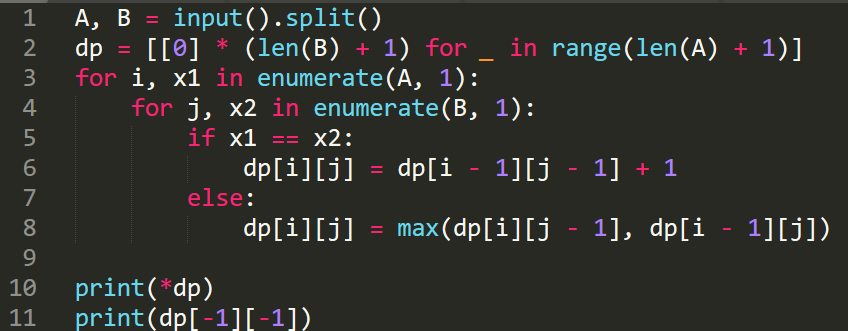 1 A, B = input().split()
2 dp = [[0] * (len(B) + 1) for _ in range(len(A) + 1)]
3 for i, x1 in enumerate(A, 1):
4     for j, x2 in enumerate(B, 1):
5         if x1 == x2:
6             dp[i][j] = dp[i - 1][j - 1] + 1
7         else:
8             dp[i][j] = max(dp[i][j - 1], dp[i - 1][j])
9
10 print(*dp)
11 print(dp[-1][-1])